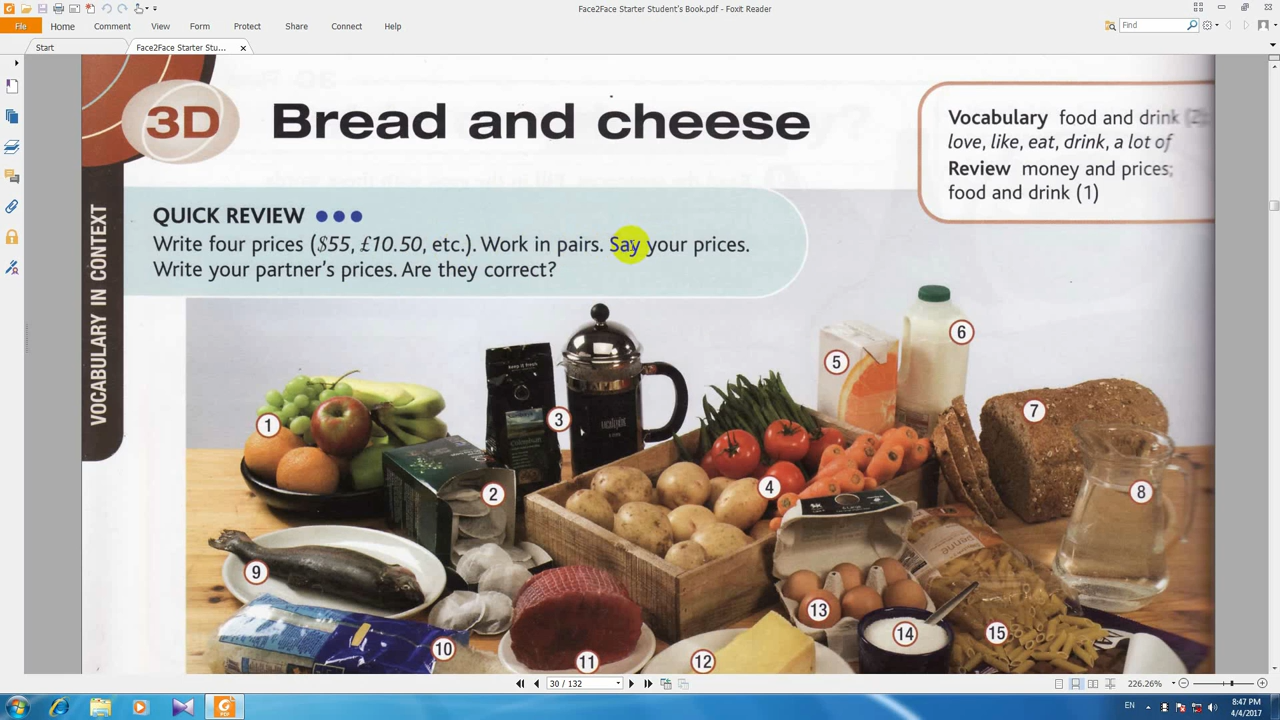 Face2Face Starter Student's Book.pdf - Foxit Reader
File Home Comment View Form Protect Share Connect Help
Find
Start Face2Face Starter Stu...
3D Bread and cheese
Vocabulary food and drink (2):
love, like, eat, drink, a lot of
Review money and prices;
food and drink (1)
VOCABULARY IN CONTEXT
QUICK REVIEW
Write four prices ($55, £10.50, etc.). Work in pairs. Say your prices.
Write your partner's prices. Are they correct?
keep it fresh
1
2
3
4
5
6
7
8
9
10
11
12
13
14
15
30 / 132
226.26%
EN
8:47 PM
4/4/2017